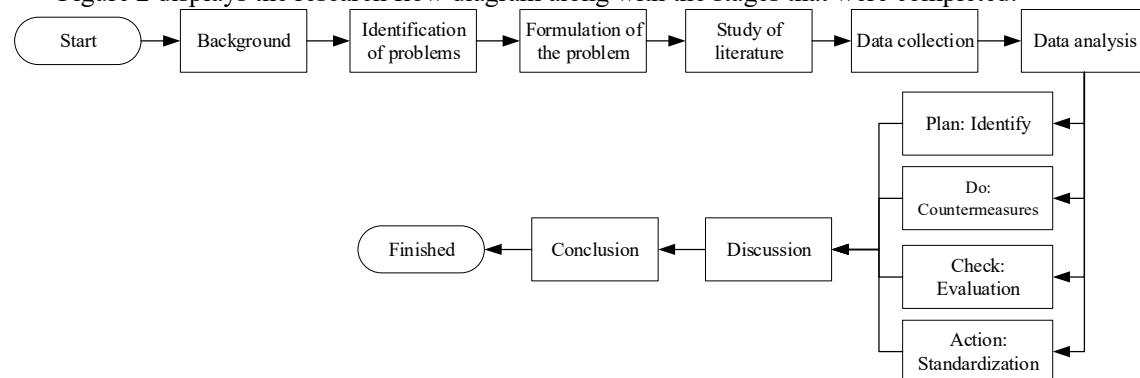 Figure 2 displays the research flow diagram along with the stages that were completed.
Start
Background
Identification
of problems
Formulation of
the problem
Study of
literature
Data collection
Data analysis
Plan: Identify
Do:
Countermeasures
Check:
Evaluation
Action:
Standardization
Discussion
Conclusion
Finished